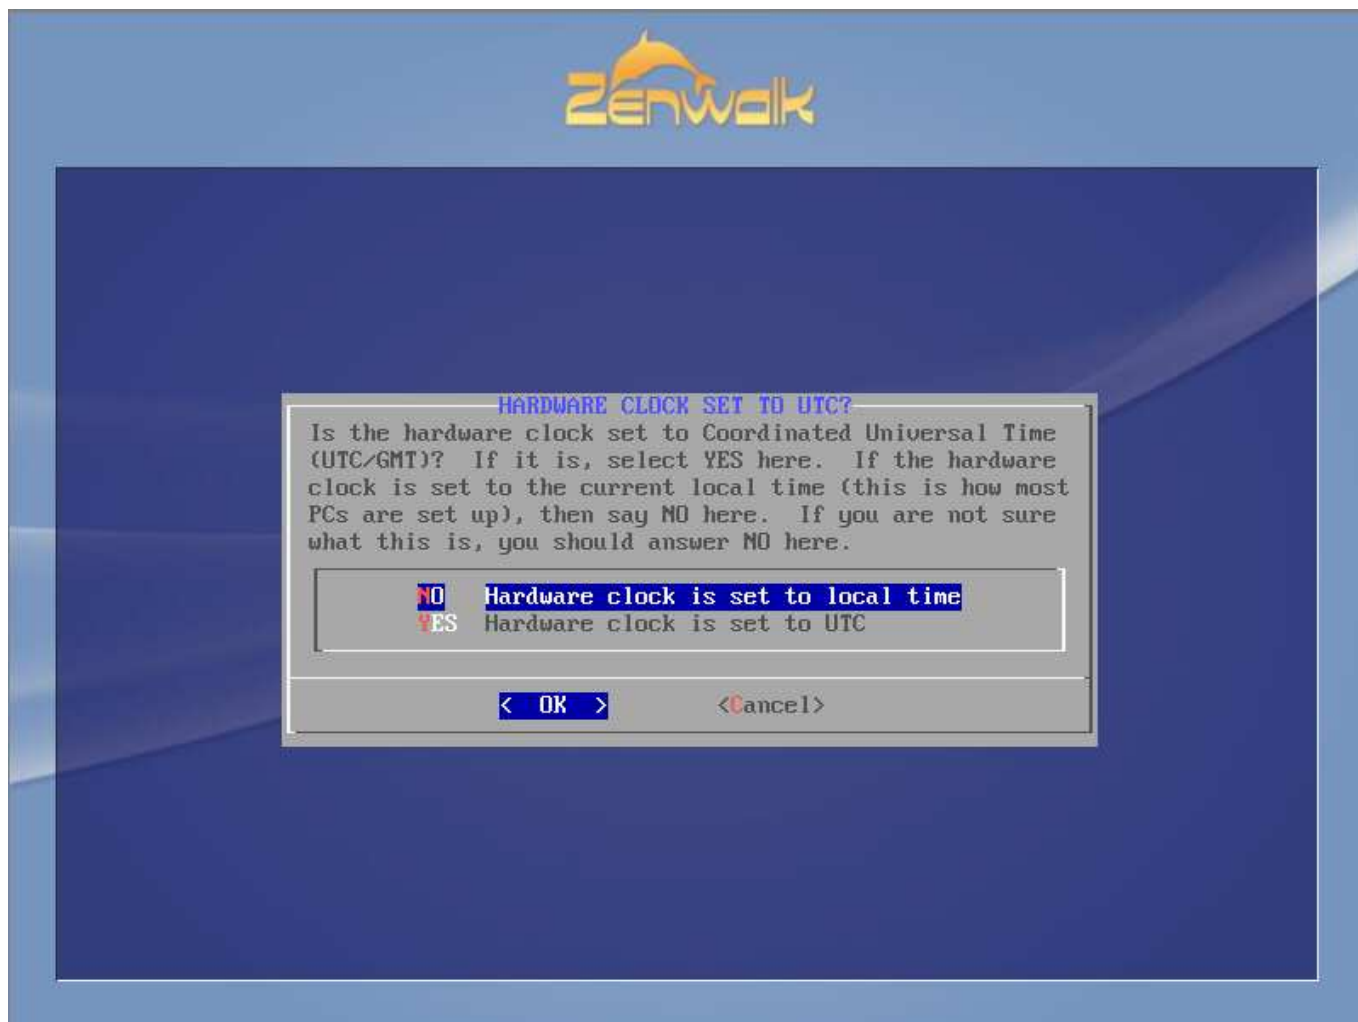 Zenwalk
HARDWARE CLOCK SET TO UTC?
Is the hardware clock set to Coordinated Universal Time
(UTC/GMT)?  If it is, select YES here.  If the hardware
clock is set to the current local time (this is how most
PCs are set up), then say NO here.  If you are not sure
what this is, you should answer NO here.
NO   Hardware clock is set to local time
YES  Hardware clock is set to UTC
<  OK  >        <Cancel>